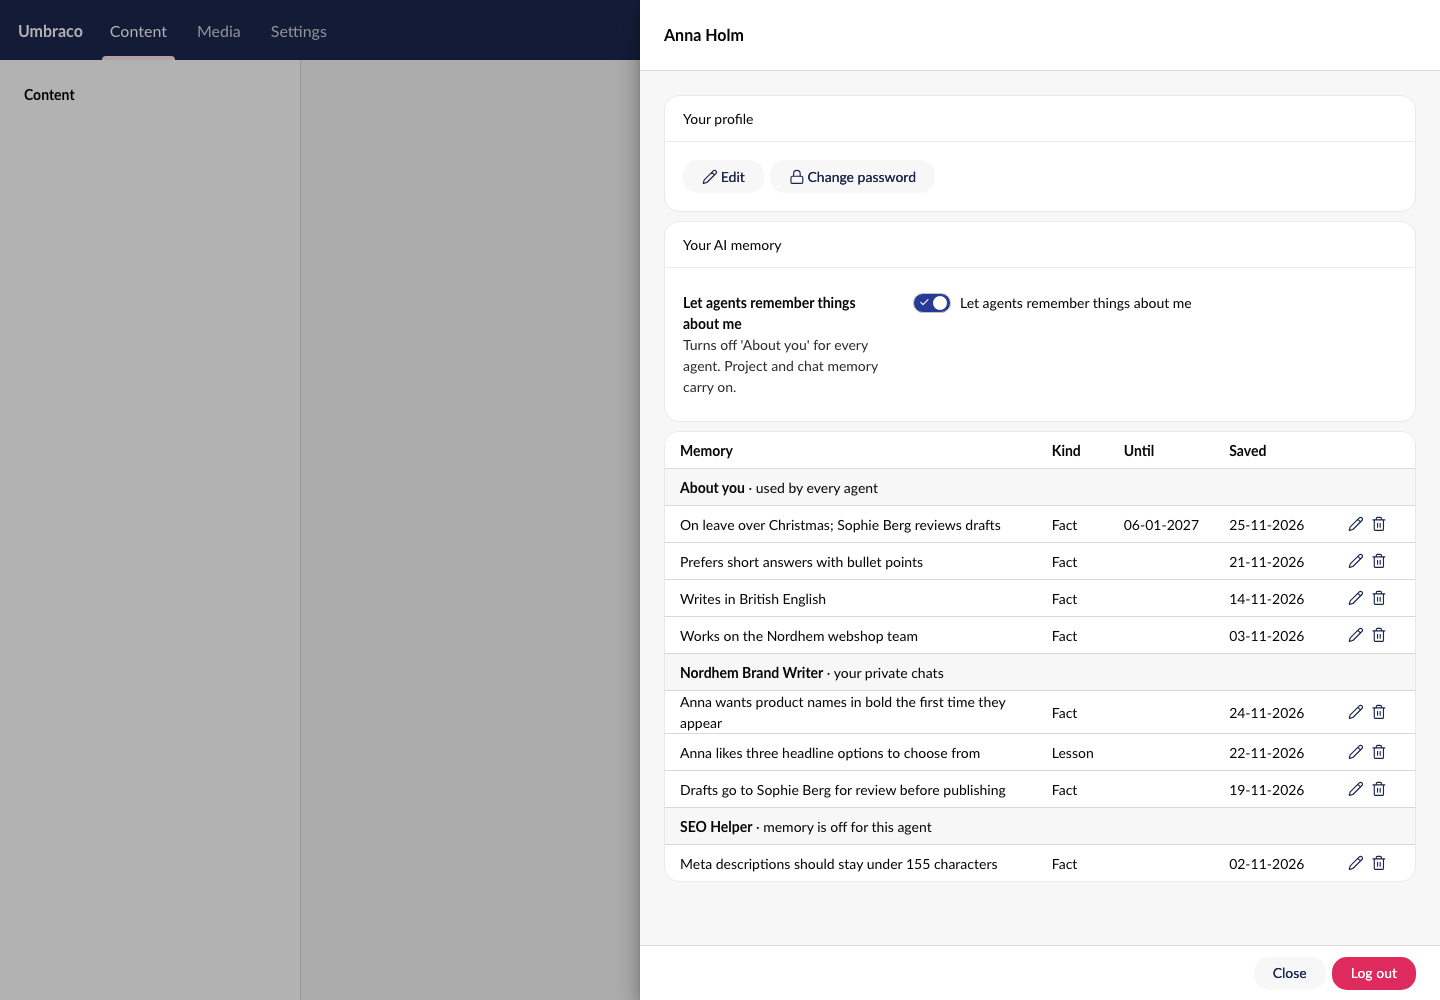 Umbraco Content Media Settings
Content
Anna Holm
Your profile
Edit Change password
Your AI memory
Let agents remember things
about me
Turns off 'About you' for every
agent. Project and chat memory
carry on.
Let agents remember things about me
Memory Kind Until Saved
About you · used by every agent
On leave over Christmas; Sophie Berg reviews drafts Fact 06-01-2027 25-11-2026
Prefers short answers with bullet points Fact 21-11-2026
Writes in British English Fact 14-11-2026
Works on the Nordhem webshop team Fact 03-11-2026
Nordhem Brand Writer · your private chats
Anna wants product names in bold the first time they
appear Fact 24-11-2026
Anna likes three headline options to choose from Lesson 22-11-2026
Drafts go to Sophie Berg for review before publishing Fact 19-11-2026
SEO Helper · memory is off for this agent
Meta descriptions should stay under 155 characters Fact 02-11-2026
Close Log out